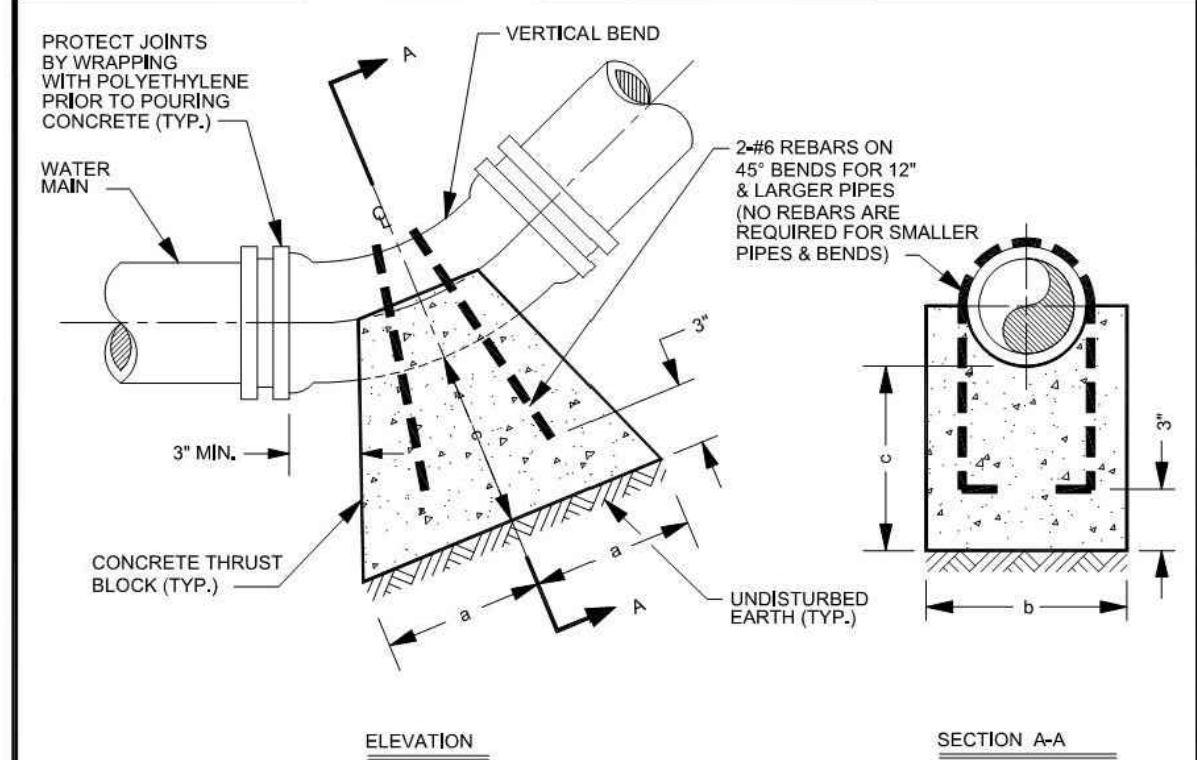 PROTECT JOINTS
BY WRAPPING
WITH POLYETHYLENE
PRIOR TO POURING
CONCRETE (TYP.)
WATER
MAIN
A
VERTICAL BEND
2-#6 REBARS ON
45° BENDS FOR 12"
& LARGER PIPES
(NO REBARS ARE
REQUIRED FOR SMALLER
PIPES & BENDS)
CL
3"
3" MIN.
c
c
3"
CONCRETE THRUST
BLOCK (TYP.)
a
a
A
UNDISTURBED
EARTH (TYP.)
b
ELEVATION
SECTION A-A